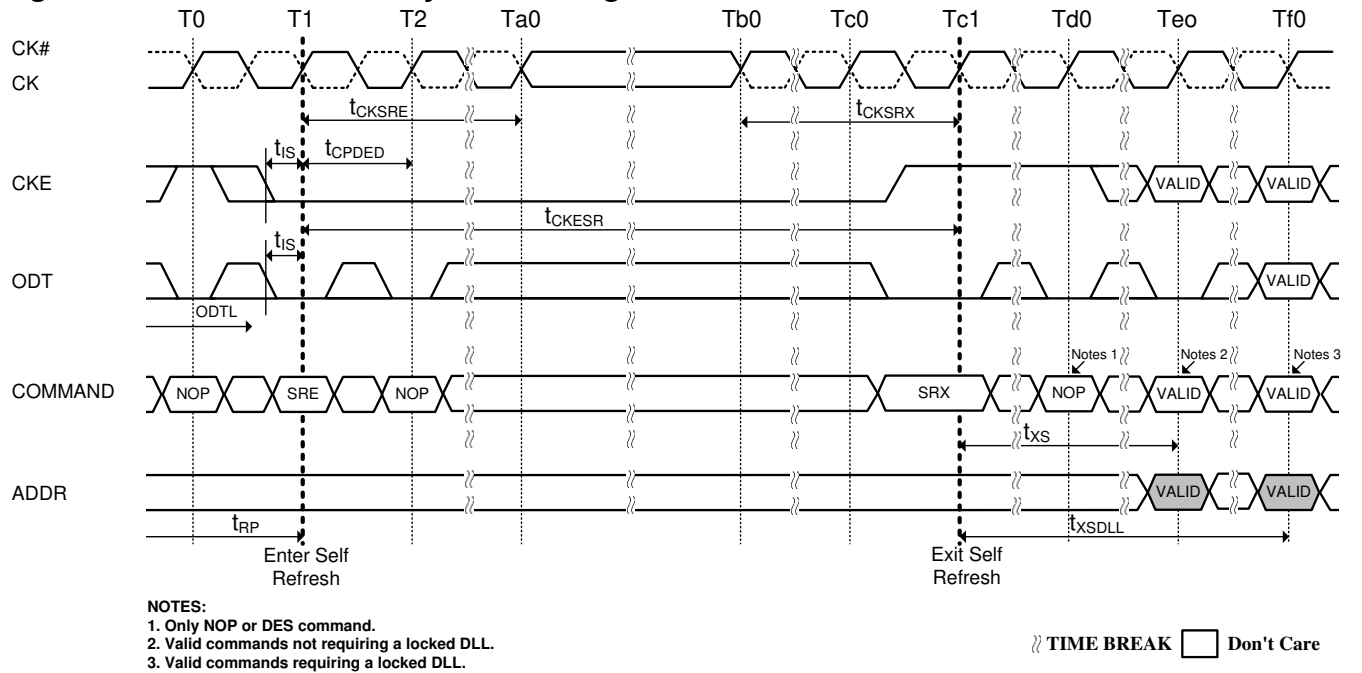 T0 T1 T2 Ta0 Tb0 Tc0 Tc1 Td0 Teo Tf0
CK#
CK
tCKSRE tCKSRX
tIS tCPDED
CKE VALID VALID
tCKESR
tIS
ODT VALID
ODTL
Notes 1 Notes 2 Notes 3
COMMAND NOP SRE NOP SRX NOP VALID VALID
tXS
ADDR VALID VALID
tRP tXSDLL
Enter Self
Refresh
Exit Self
Refresh
NOTES:
1. Only NOP or DES command.
2. Valid commands not requiring a locked DLL.
3. Valid commands requiring a locked DLL.
TIME BREAK Don't Care